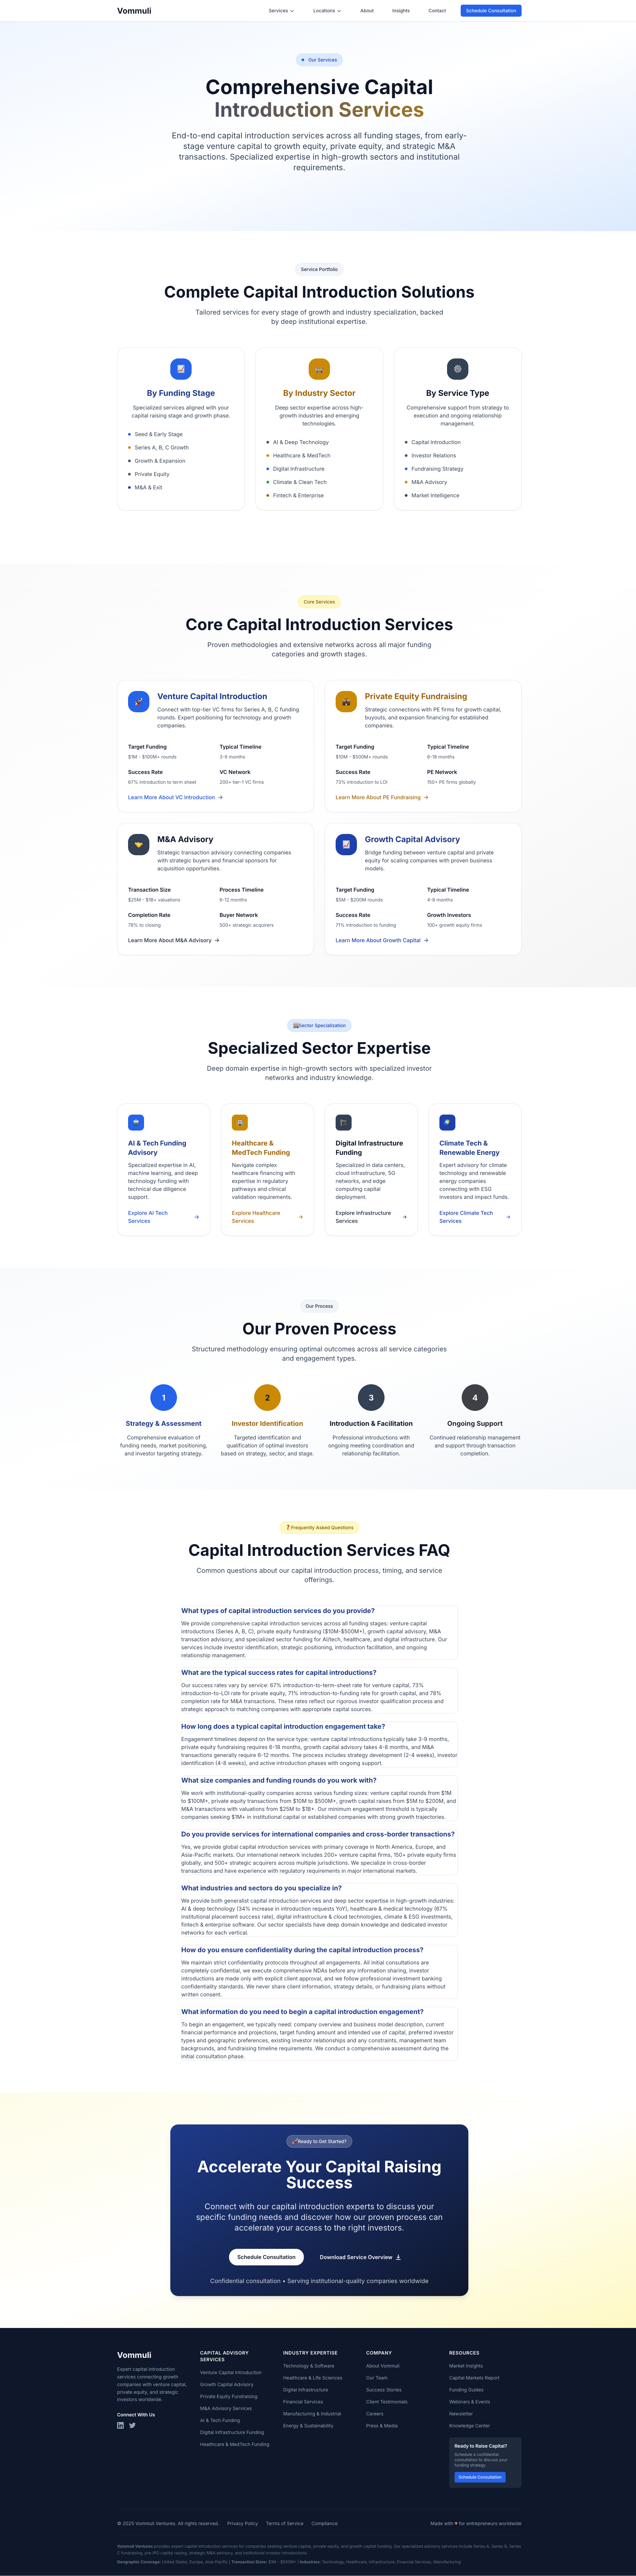 Vommuli
Services
Locations
About
Insights
Contact
Schedule Consultation
Our Services
Comprehensive Capital
Introduction Services
End-to-end capital introduction services across all funding stages, from early-
stage venture capital to growth equity, private equity, and strategic M&A
transactions. Specialized expertise in high-growth sectors and institutional
requirements.
Service Portfolio
Complete Capital Introduction Solutions
Tailored services for every stage of growth and industry specialization, backed
by deep institutional expertise.
By Funding Stage
Specialized services aligned with your
capital raising stage and growth phase.
Seed & Early Stage
Series A, B, C Growth
Growth & Expansion
Private Equity
M&A & Exit
By Industry Sector
Deep sector expertise across high-
growth industries and emerging
technologies.
AI & Deep Technology
Healthcare & MedTech
Digital Infrastructure
Climate & Clean Tech
Fintech & Enterprise
By Service Type
Comprehensive support from strategy to
execution and ongoing relationship
management.
Capital Introduction
Investor Relations
Fundraising Strategy
M&A Advisory
Market Intelligence
Core Services
Core Capital Introduction Services
Proven methodologies and extensive networks across all major funding
categories and growth stages.
Venture Capital Introduction
Connect with top-tier VC firms for Series A, B, C funding
rounds. Expert positioning for technology and growth
companies.
Target Funding
$1M - $100M+ rounds
Typical Timeline
3-9 months
Success Rate
67% introduction to term sheet
VC Network
200+ tier-1 VC firms
Learn More About VC Introduction →
Private Equity Fundraising
Strategic connections with PE firms for growth capital,
buyouts, and expansion financing for established
companies.
Target Funding
$10M - $500M+ rounds
Typical Timeline
6-18 months
Success Rate
73% introduction to LOI
PE Network
150+ PE firms globally
Learn More About PE Fundraising →
M&A Advisory
Strategic transaction advisory connecting companies
with strategic buyers and financial sponsors for
acquisition opportunities.
Transaction Size
$25M - $1B+ valuations
Process Timeline
6-12 months
Completion Rate
78% to closing
Buyer Network
500+ strategic acquirers
Learn More About M&A Advisory →
Growth Capital Advisory
Bridge funding between venture capital and private
equity for scaling companies with proven business
models.
Target Funding
$5M - $200M rounds
Typical Timeline
4-8 months
Success Rate
71% introduction to funding
Growth Investors
100+ growth equity firms
Learn More About Growth Capital →
Sector Specialization
Specialized Sector Expertise
Deep domain expertise in high-growth sectors with specialized investor
networks and industry knowledge.
AI & Tech Funding
Advisory
Specialized expertise in AI,
machine learning, and deep
technology funding with
technical due diligence
support.
Explore AI Tech
Services →
Healthcare &
MedTech Funding
Navigate complex
healthcare financing with
expertise in regulatory
pathways and clinical
validation requirements.
Explore Healthcare
Services →
Digital Infrastructure
Funding
Specialized in data centers,
cloud infrastructure, 5G
networks, and edge
computing capital
deployment.
Explore Infrastructure
Services →
Climate Tech &
Renewable Energy
Expert advisory for climate
technology and renewable
energy companies
connecting with ESG
investors and impact funds.
Explore Climate Tech
Services →
Our Process
Our Proven Process
Structured methodology ensuring optimal outcomes across all service categories
and engagement types.
1
Strategy & Assessment
Comprehensive evaluation of
funding needs, market positioning,
and investor targeting strategy.
2
Investor Identification
Targeted identification and
qualification of optimal investors
based on strategy, sector, and stage.
3
Introduction & Facilitation
Professional introductions with
ongoing meeting coordination and
relationship facilitation.
4
Ongoing Support
Continued relationship management
and support through transaction
completion.
❓ Frequently Asked Questions
Capital Introduction Services FAQ
Common questions about our capital introduction process, timing, and service
offerings.
What types of capital introduction services do you provide?
We provide comprehensive capital introduction services across all funding stages: venture capital
introductions (Series A, B, C), private equity fundraising ($10M-$500M+), growth capital advisory, M&A
transaction advisory, and specialized sector funding for AI/tech, healthcare, and digital infrastructure. Our
services include investor identification, strategic positioning, introduction facilitation, and ongoing
relationship management.
What are the typical success rates for capital introductions?
Our success rates vary by service: 67% introduction-to-term-sheet rate for venture capital, 73%
introduction-to-LOI rate for private equity, 71% introduction-to-funding rate for growth capital, and 78%
completion rate for M&A transactions. These rates reflect our rigorous investor qualification process and
strategic approach to matching companies with appropriate capital sources.
How long does a typical capital introduction engagement take?
Engagement timelines depend on the service type: venture capital introductions typically take 3-9 months,
private equity fundraising requires 6-18 months, growth capital advisory takes 4-8 months, and M&A
transactions generally require 6-12 months. The process includes strategy development (2-4 weeks), investor
identification (4-8 weeks), and active introduction phases with ongoing support.
What size companies and funding rounds do you work with?
We work with institutional-quality companies across various funding sizes: venture capital rounds from $1M
to $100M+, private equity transactions from $10M to $500M+, growth capital raises from $5M to $200M, and
M&A transactions with valuations from $25M to $1B+. Our minimum engagement threshold is typically
companies seeking $1M+ in institutional capital or established companies with strong growth trajectories.
Do you provide services for international companies and cross-border transactions?
Yes, we provide global capital introduction services with primary coverage in North America, Europe, and
Asia-Pacific markets. Our international network includes 200+ venture capital firms, 150+ private equity firms
globally, and 500+ strategic acquirers across multiple jurisdictions. We specialize in cross-border
transactions and have experience with regulatory requirements in major international markets.
What industries and sectors do you specialize in?
We provide both generalist capital introduction services and deep sector expertise in high-growth industries:
AI & deep technology (34% increase in introduction requests YoY), healthcare & medical technology (67%
institutional placement success rate), digital infrastructure & cloud technologies, climate & ESG investments,
fintech & enterprise software. Our sector specialists have deep domain knowledge and dedicated investor
networks for each vertical.
How do you ensure confidentiality during the capital introduction process?
We maintain strict confidentiality protocols throughout all engagements. All initial consultations are
completely confidential, we execute comprehensive NDAs before any information sharing, investor
introductions are made only with explicit client approval, and we follow professional investment banking
confidentiality standards. We never share client information, strategy details, or fundraising plans without
written consent.
What information do you need to begin a capital introduction engagement?
To begin an engagement, we typically need: company overview and business model description, current
financial performance and projections, target funding amount and intended use of capital, preferred investor
types and geographic preferences, existing investor relationships and any constraints, management team
backgrounds, and fundraising timeline requirements. We conduct a comprehensive assessment during the
initial consultation phase.
Ready to Get Started?
Accelerate Your Capital Raising
Success
Connect with our capital introduction experts to discuss your
specific funding needs and discover how our proven process can
accelerate your access to the right investors.
Schedule Consultation
Download Service Overview
Confidential consultation • Serving institutional-quality companies worldwide
Vommuli
Expert capital introduction
services connecting growth
companies with venture capital,
private equity, and strategic
investors worldwide.
Connect With Us
CAPITAL ADVISORY
SERVICES
Venture Capital Introduction
Growth Capital Advisory
Private Equity Fundraising
M&A Advisory Services
AI & Tech Funding
Digital Infrastructure Funding
Healthcare & MedTech Funding
INDUSTRY EXPERTISE
Technology & Software
Healthcare & Life Sciences
Digital Infrastructure
Financial Services
Manufacturing & Industrial
Energy & Sustainability
COMPANY
About Vommuli
Our Team
Success Stories
Client Testimonials
Careers
Press & Media
RESOURCES
Market Insights
Capital Markets Report
Funding Guides
Webinars & Events
Newsletter
Knowledge Center
Ready to Raise Capital?
Schedule a confidential
consultation to discuss your
funding strategy.
Schedule Consultation
© 2025 Vommuli Ventures. All rights reserved.
Privacy Policy
Terms of Service
Compliance
Made with ♥ for entrepreneurs worldwide
Vommuli Ventures provides expert capital introduction services for companies seeking venture capital, private equity, and growth capital funding. Our specialized advisory services include Series A, Series B, Series
C fundraising, pre-IPO capital raising, strategic M&A advisory, and institutional investor introductions.
Geographic Coverage: United States, Europe, Asia-Pacific | Transaction Sizes: $1M - $500M+ | Industries: Technology, Healthcare, Infrastructure, Financial Services, Manufacturing